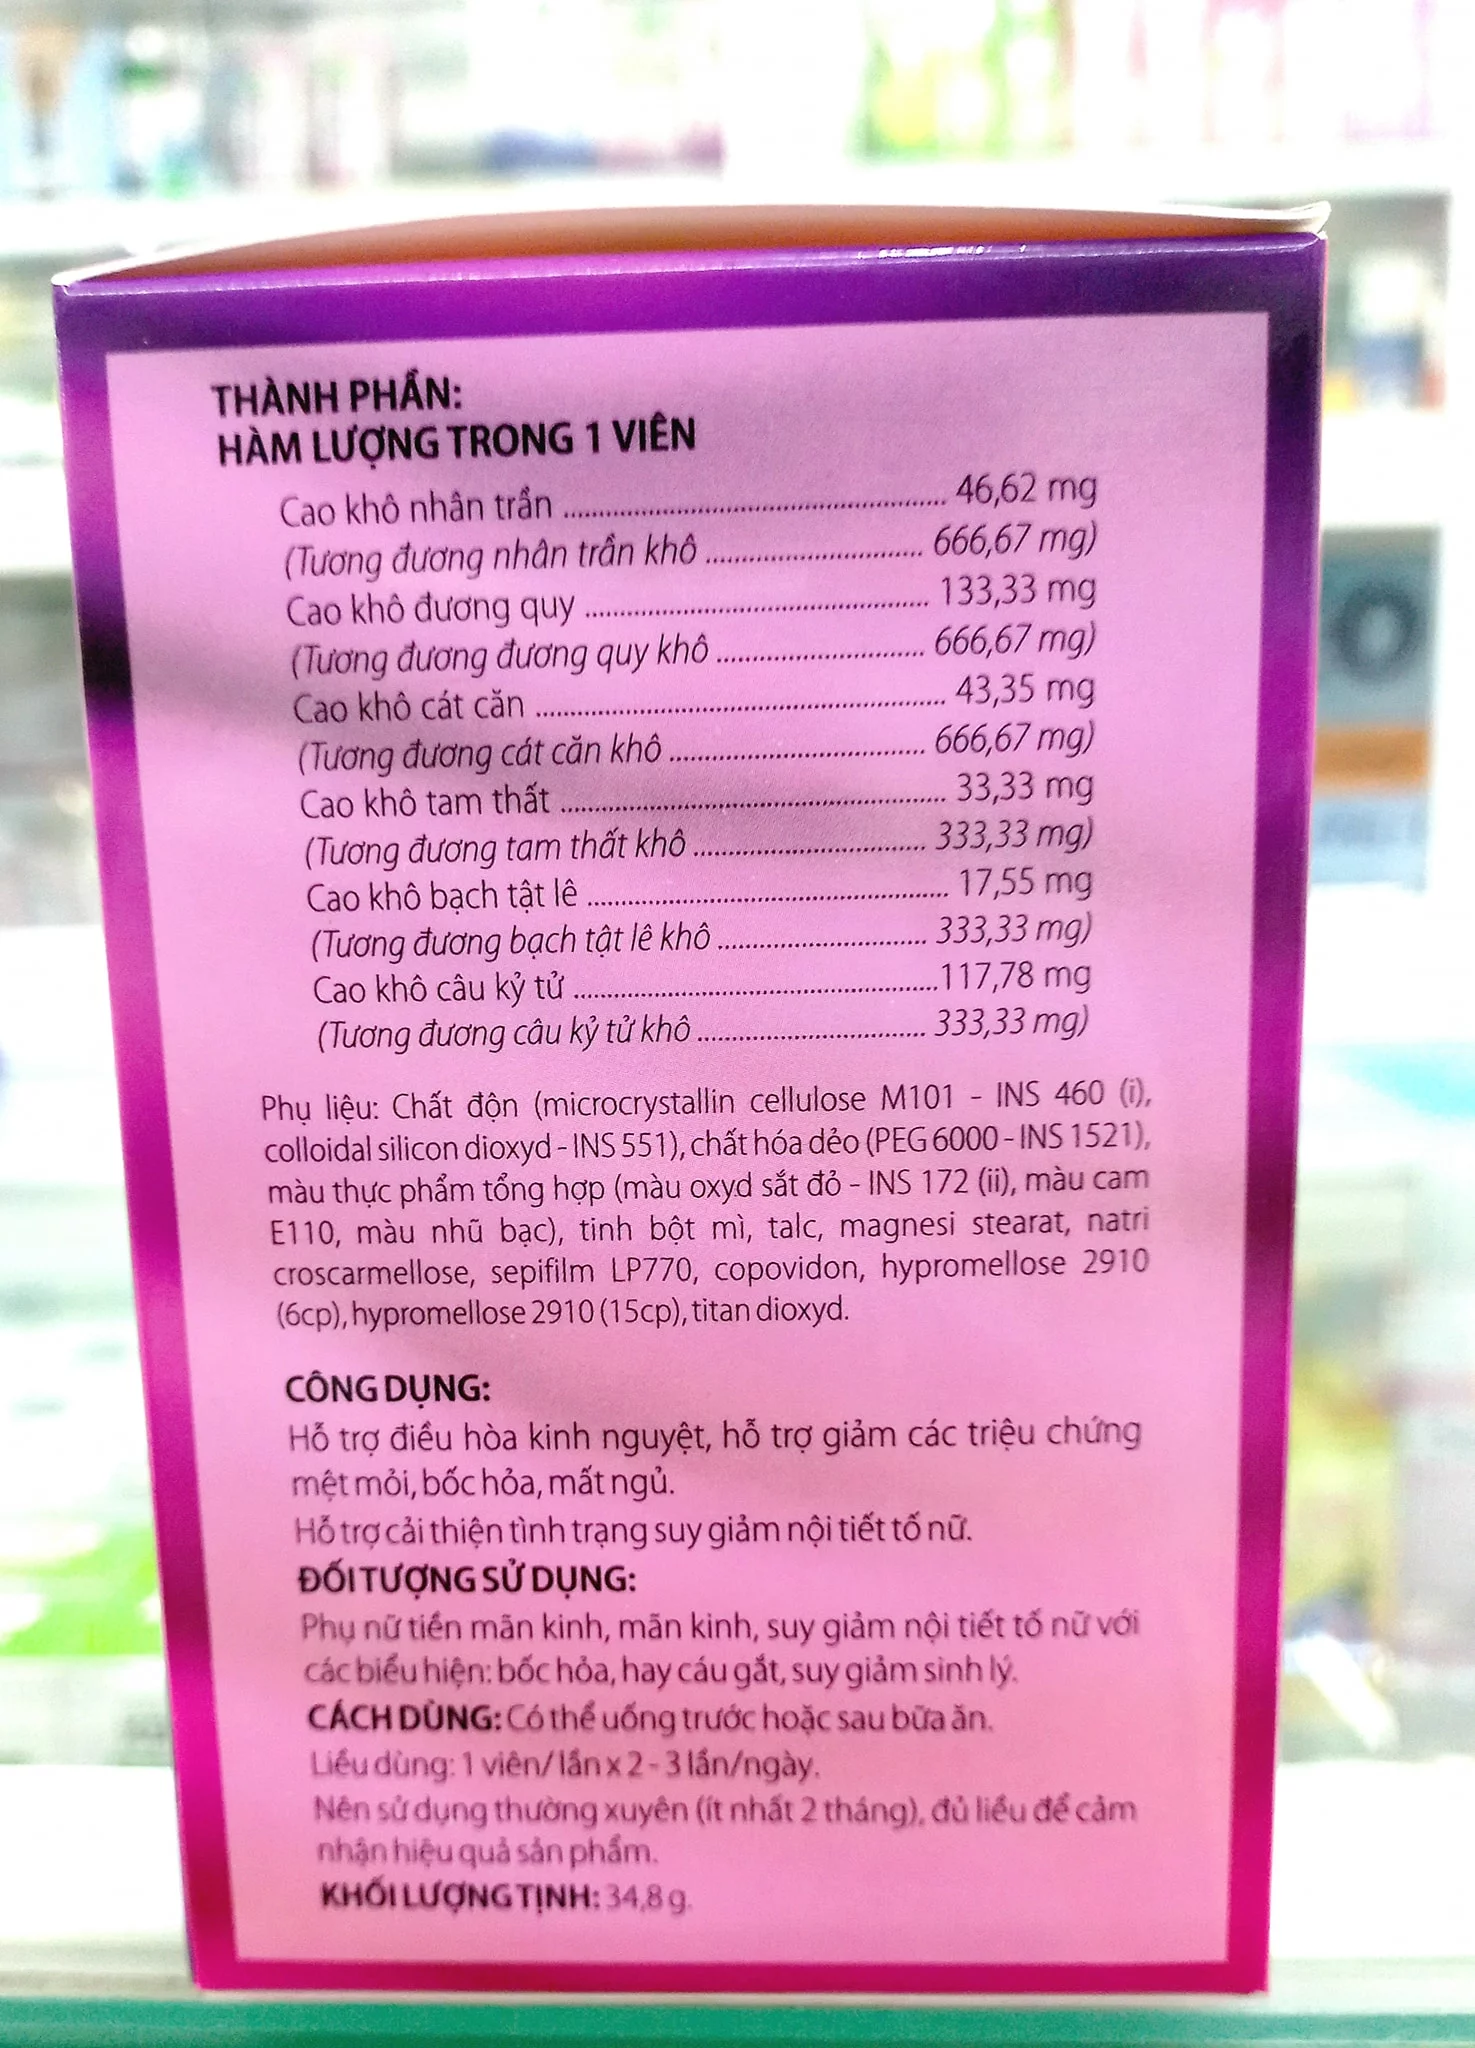 THÀNH PHẦN:
HÀM LƯỢNG TRONG 1 VIÊN
Cao khô nhân trần ........................ 46,62 mg
(Tương đương nhân trần khô ........................ 666,67 mg)
Cao khô đương quy ........................ 133,33 mg
(Tương đương đương quy khô ........................ 666,67 mg)
Cao khô cát căn ........................ 43,35 mg
(Tương đương cát căn khô ........................ 666,67 mg)
Cao khô tam thất ........................ 33,33 mg
(Tương đương tam thất khô ........................ 333,33 mg)
Cao khô bạch tật lê ........................ 17,55 mg
(Tương đương bạch tật lê khô ........................ 333,33 mg)
Cao khô câu kỷ tử ........................ 117,78 mg
(Tương đương câu kỷ tử khô ........................ 333,33 mg)
Phụ liệu: Chất độn (microcrystallin cellulose M101 - INS 460 (i),
colloidal silicon dioxyd - INS 551), chất hóa dẻo (PEG 6000 - INS 1521),
màu thực phẩm tổng hợp (màu oxyd sắt đỏ - INS 172 (ii), màu cam
E110, màu nhũ bạc), tinh bột mì, talc, magnesi stearat, natri
croscarmellose, sepifilm LP770, copovidon, hypromellose 2910
(6cp), hypromellose 2910 (15cp), titan dioxyd.
CÔNG DỤNG:
Hỗ trợ điều hòa kinh nguyệt, hỗ trợ giảm các triệu chứng
mệt mỏi, bốc hỏa, mất ngủ.
Hỗ trợ cải thiện tình trạng suy giảm nội tiết tố nữ.
ĐỐI TƯỢNG SỬ DỤNG:
Phụ nữ tiền mãn kinh, mãn kinh, suy giảm nội tiết tố nữ với
các biểu hiện: bốc hỏa, hay cáu gắt, suy giảm sinh lý.
CÁCH DÙNG: Có thể uống trước hoặc sau bữa ăn.
Liều dùng: 1 viên/ lần x 2 - 3 lần/ngày.
Nên sử dụng thường xuyên (ít nhất 2 tháng), đủ liều để cảm
nhận hiệu quả sản phẩm.
KHỐI LƯỢNG TỊNH: 34,8 g.